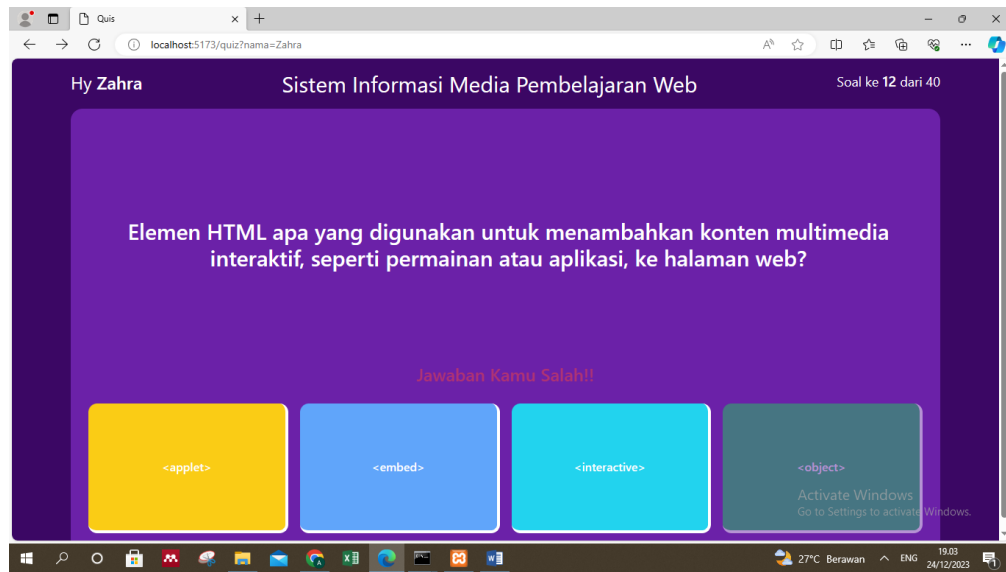 Quis
localhost:5173/quiz?nama=Zahra
Hy Zahra
Sistem Informasi Media Pembelajaran Web
Soal ke 12 dari 40
Elemen HTML apa yang digunakan untuk menambahkan konten multimedia
interaktif, seperti permainan atau aplikasi, ke halaman web?
Jawaban Kamu Salah!!
<applet>
<embed>
<interactive>
<object>
Activate Windows
Go to Settings to activate Windows.
27°C Berawan
ENG
19.03
24/12/2023